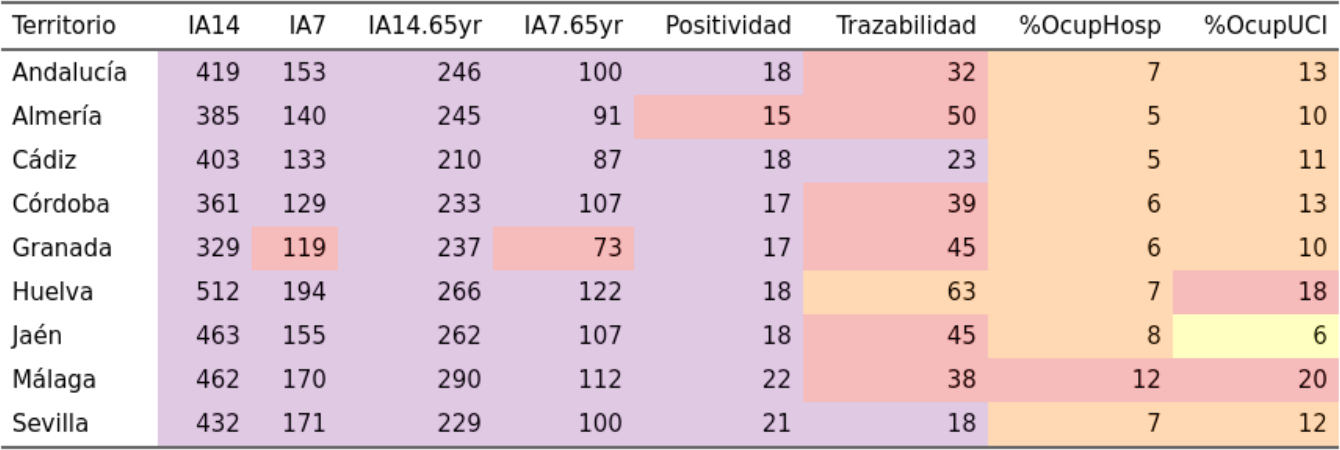 Territorio IA14 IA7 IA14.65yr IA7.65yr Positividad Trazabilidad %OcupHosp %OcupUCI
Andalucía 419 153 246 100 18 32 7 13
Almería 385 140 245 91 15 50 5 10
Cádiz 403 133 210 87 18 23 5 11
Córdoba 361 129 233 107 17 39 6 13
Granada 329 119 237 73 17 45 6 10
Huelva 512 194 266 122 18 63 7 18
Jaén 463 155 262 107 18 45 8 6
Málaga 462 170 290 112 22 38 12 20
Sevilla 432 171 229 100 21 18 7 12